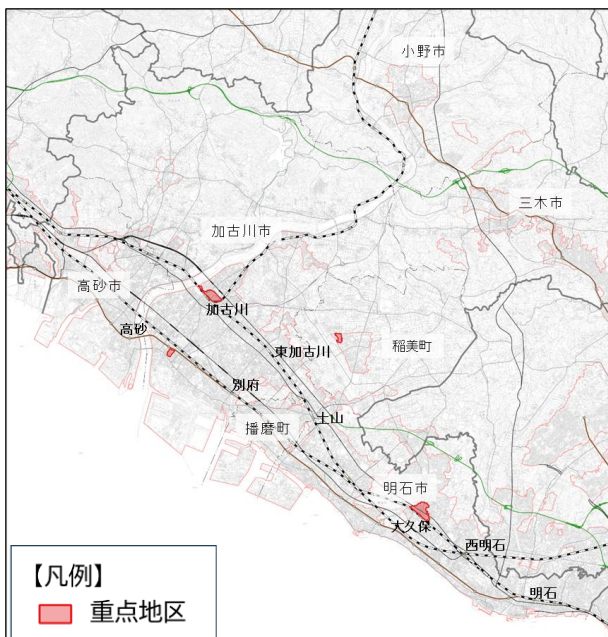 小野市
三木市
加古川市
高砂市
加古川
高砂
東加古川
稲美町
別府
土山
播磨町
明石市
大久保
西明石
明石
【凡例】
重点地区